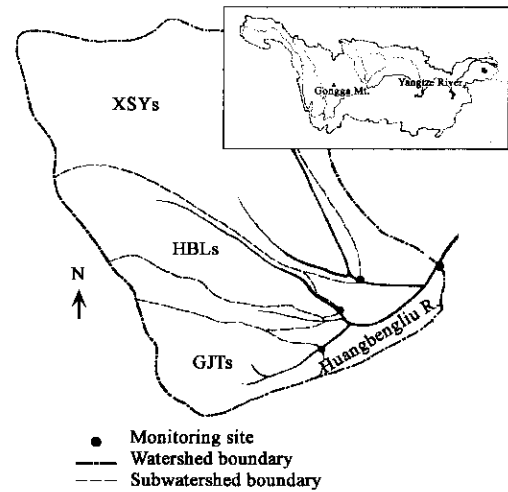 Gongga Mt.
Yangtze River
XSYs
HBLs
N
GJTs
Huangbengliu R.
Monitoring site
Watershed boundary
Subwatershed boundary